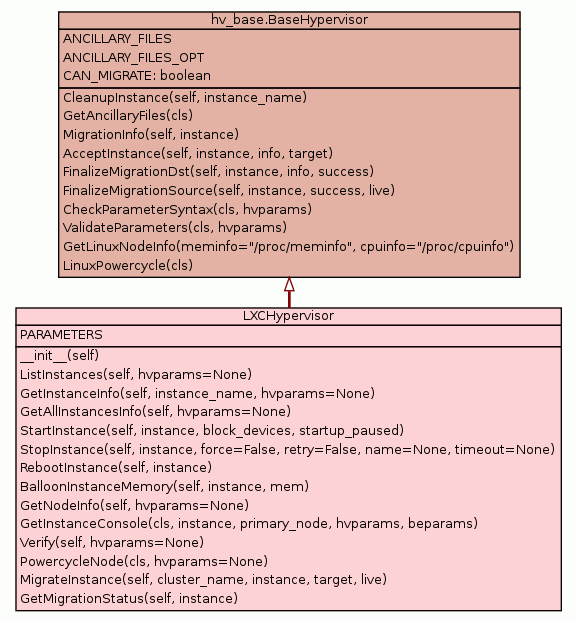 hv_base.BaseHypervisor
ANCILLARY_FILES
ANCILLARY_FILES_OPT
CAN_MIGRATE: boolean
CleanupInstance(self, instance_name)
GetAncillaryFiles(cls)
MigrationInfo(self, instance)
AcceptInstance(self, instance, info, target)
FinalizeMigrationDst(self, instance, info, success)
FinalizeMigrationSource(self, instance, success, live)
CheckParameterSyntax(cls, hvparams)
ValidateParameters(cls, hvparams)
GetLinuxNodeInfo(meminfo="/proc/meminfo", cpuinfo="/proc/cpuinfo")
LinuxPowercycle(cls)
LXCHypervisor
PARAMETERS
__init__(self)
ListInstances(self, hvparams=None)
GetInstanceInfo(self, instance_name, hvparams=None)
GetAllInstancesInfo(self, hvparams=None)
StartInstance(self, instance, block_devices, startup_paused)
StopInstance(self, instance, force=False, retry=False, name=None, timeout=None)
RebootInstance(self, instance)
BalloonInstanceMemory(self, instance, mem)
GetNodeInfo(self, hvparams=None)
GetInstanceConsole(cls, instance, primary_node, hvparams, beparams)
Verify(self, hvparams=None)
PowercycleNode(cls, hvparams=None)
MigrateInstance(self, cluster_name, instance, target, live)
GetMigrationStatus(self, instance)